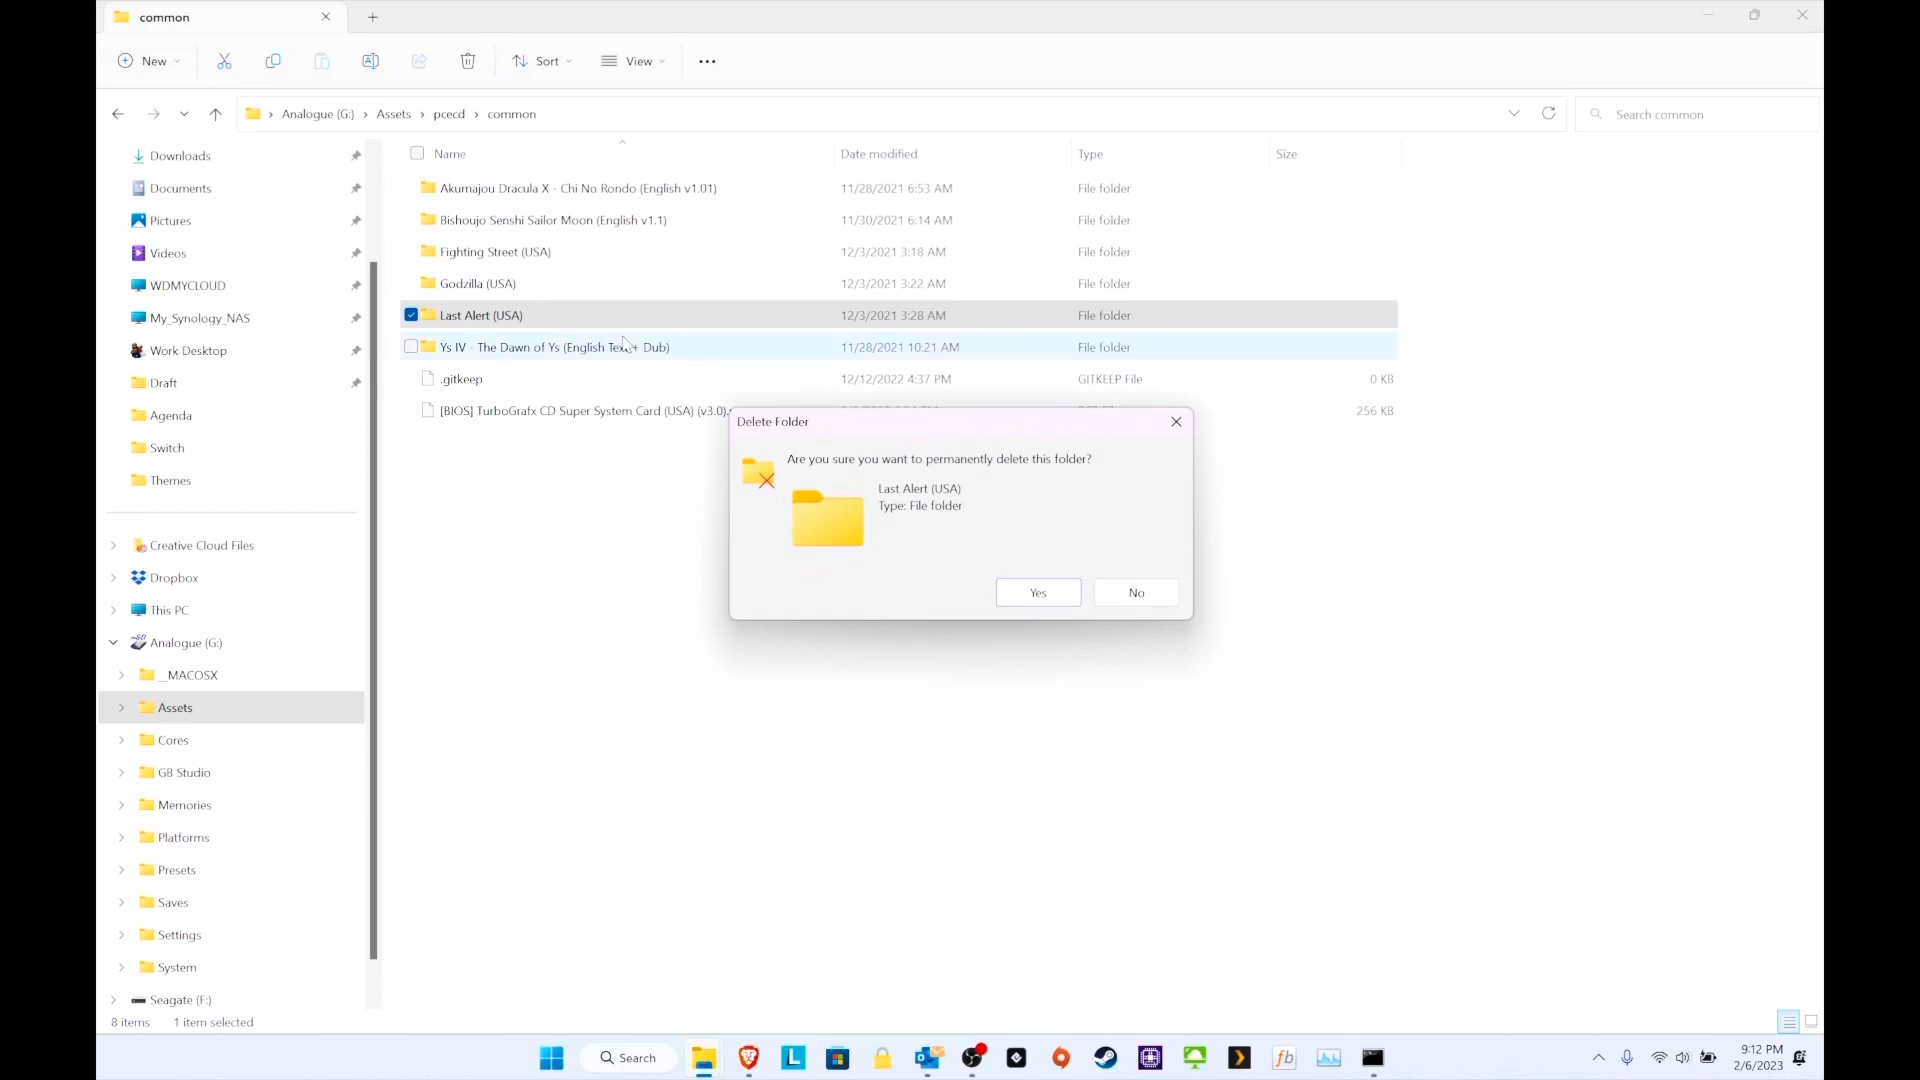 common
New
Sort
View
Analogue (G:) > Assets > pcecd > common
Search common
Name Date modified Type Size
Downloads
Documents
Pictures
Videos
WDMYCLOUD
My_Synology_NAS
Work Desktop
Draft
Agenda
Switch
Themes
Creative Cloud Files
Dropbox
This PC
Analogue (G:)
__MACOSX
Assets
Cores
GB Studio
Memories
Platforms
Presets
Saves
Settings
System
Seagate (F:)
Akumajou Dracula X - Chi No Rondo (English v1.01) 11/28/2021 6:53 AM File folder
Bishoujo Senshi Sailor Moon (English v1.1) 11/30/2021 6:14 AM File folder
Fighting Street (USA) 12/3/2021 3:18 AM File folder
Godzilla (USA) 12/3/2021 3:22 AM File folder
Last Alert (USA) 12/3/2021 3:28 AM File folder
Ys IV - The Dawn of Ys (English Text + Dub) 11/28/2021 10:21 AM File folder
.gitkeep 12/12/2022 4:37 PM GITKEEP File 0 KB
[BIOS] TurboGrafx CD Super System Card (USA) (v3.0). 256 KB
Delete Folder
Are you sure you want to permanently delete this folder?
Last Alert (USA)
Type: File folder
Yes No
8 items 1 item selected
Search
9:12 PM
2/6/2023